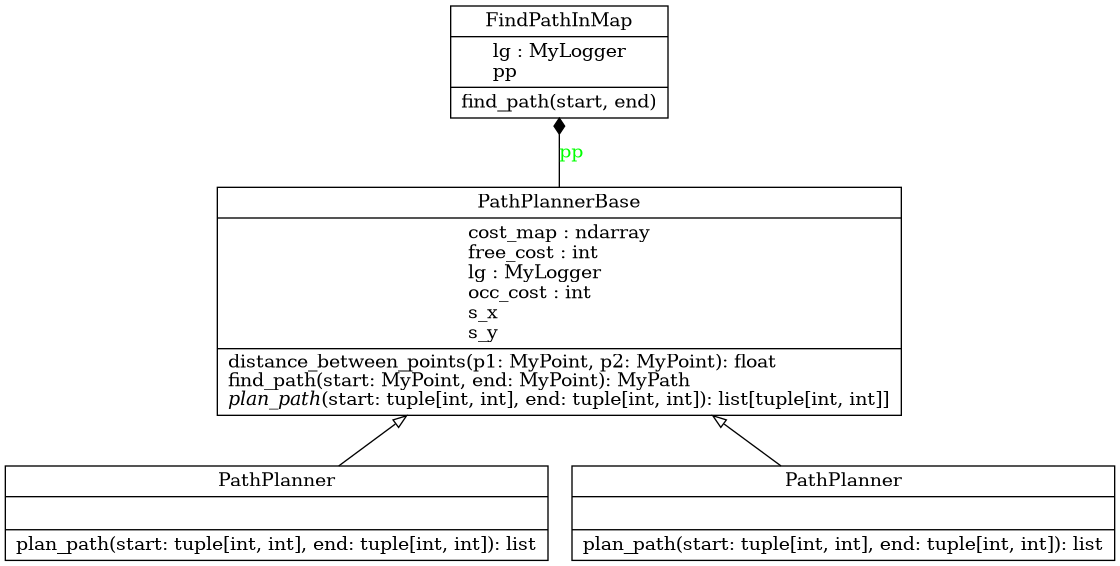 FindPathInMap
lg : MyLogger
pp
find_path(start, end)
pp
PathPlannerBase
cost_map : ndarray
free_cost : int
lg : MyLogger
occ_cost : int
s_x
s_y
distance_between_points(p1: MyPoint, p2: MyPoint): float
find_path(start: MyPoint, end: MyPoint): MyPath
plan_path(start: tuple[int, int], end: tuple[int, int]): list[tuple[int, int]]
PathPlanner
plan_path(start: tuple[int, int], end: tuple[int, int]): list
PathPlanner
plan_path(start: tuple[int, int], end: tuple[int, int]): list